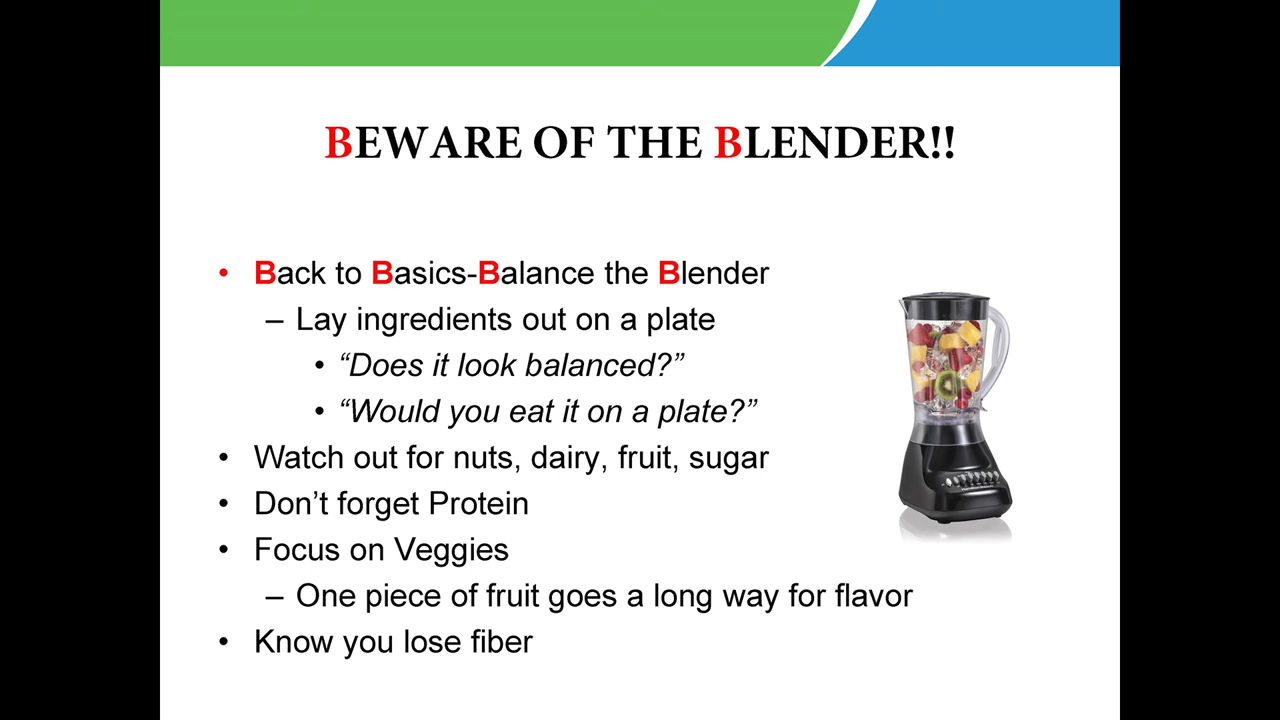 BEWARE OF THE BLENDER!!
• Back to Basics-Balance the Blender
– Lay ingredients out on a plate
• “Does it look balanced?”
• “Would you eat it on a plate?”
• Watch out for nuts, dairy, fruit, sugar
• Don’t forget Protein
• Focus on Veggies
– One piece of fruit goes a long way for flavor
• Know you lose fiber